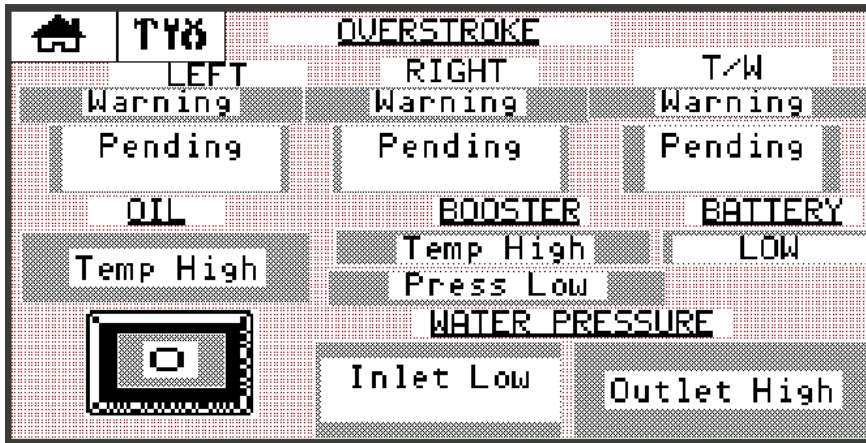 OVERSTROKE
LEFT RIGHT T/W
Warning Warning Warning
Pending Pending Pending
OIL BOOSTER BATTERY
Temp High Temp High LOW
Press Low
WATER PRESSURE
Inlet Low Outlet High